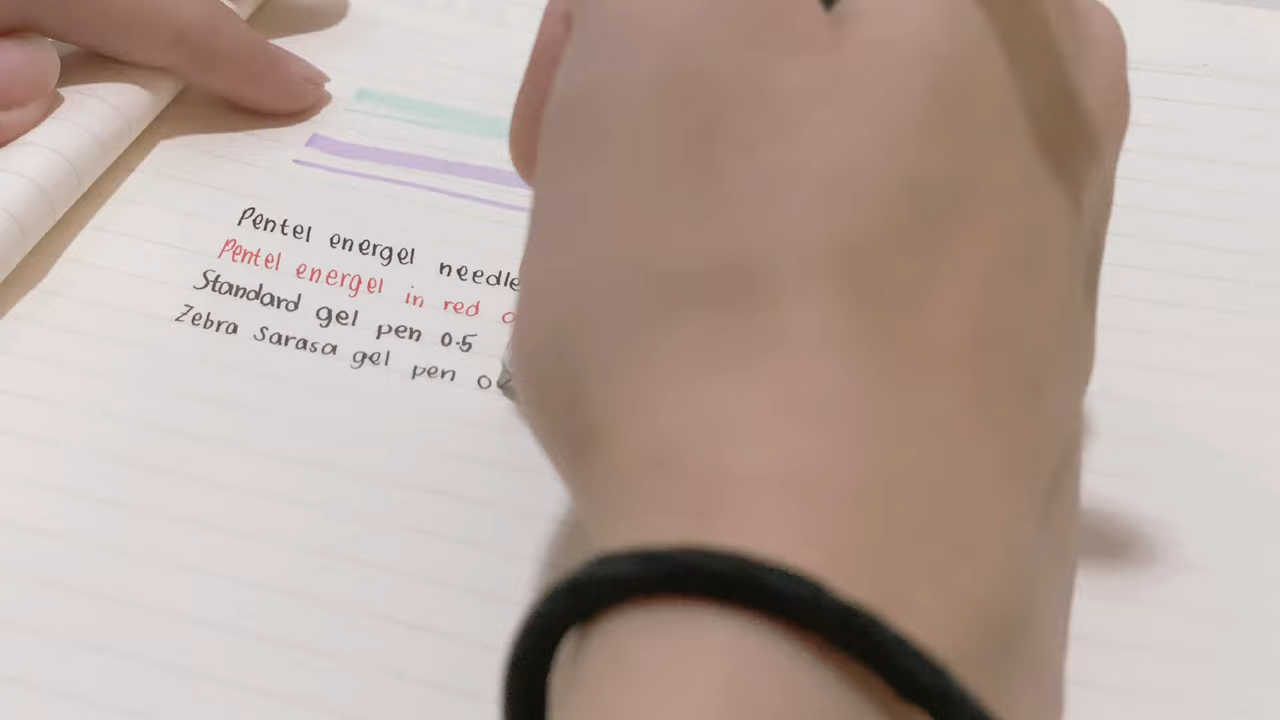 Pentel energel needle
Pentel energel in red
Standard gel pen 0.5
Zebra sarasa gel pen